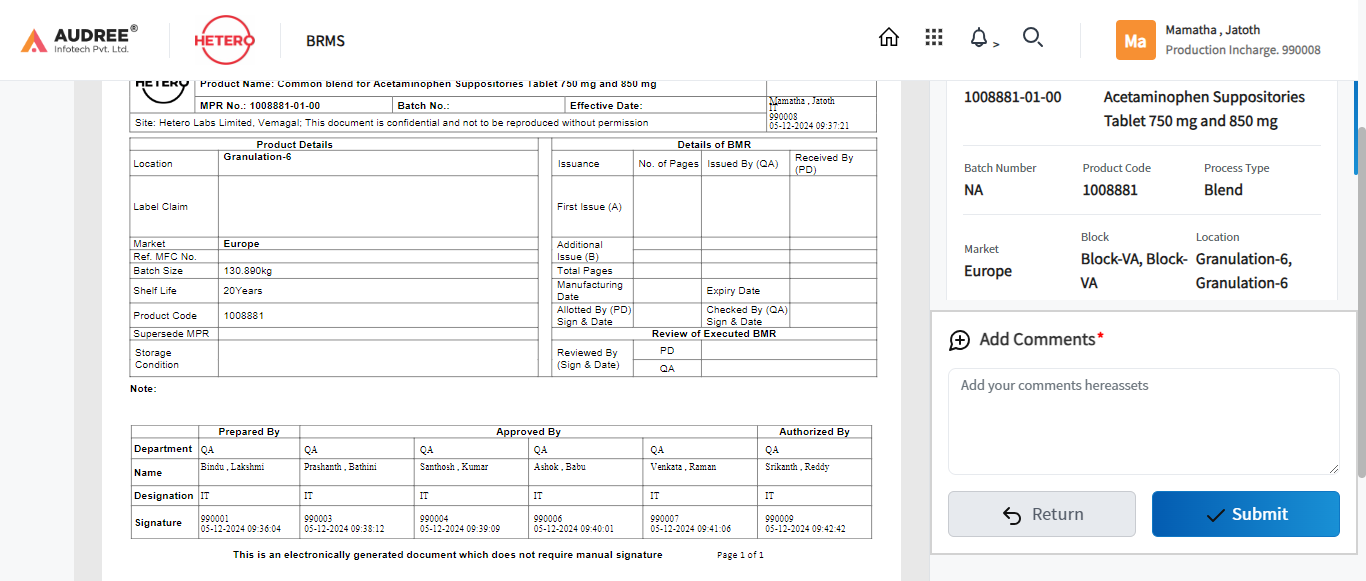 AUDREE®
Infotech Pvt. Ltd.
HETERO
BRMS
>
Ma
Mamatha , Jatoth
Production Incharge. 990008
HETERO
Product Name: Common blend for Acetaminophen Suppositories Tablet 750 mg and 850 mg
MPR No.: 1008881-01-00
Batch No.:
Effective Date:
Mamatha , Jatoth
IT
990008
05-12-2024 09:37:21
Site: Hetero Labs Limited, Vemagal; This document is confidential and not to be reproduced without permission
Product Details
Location
Granulation-6
Label Claim
Market
Europe
Ref. MFC No.
Batch Size
130.890kg
Shelf Life
20Years
Product Code
1008881
Supersede MPR
Storage
Condition
Details of BMR
Issuance
No. of Pages
Issued By (QA)
Received By
(PD)
First Issue (A)
Additional
Issue (B)
Total Pages
Manufacturing
Date
Expiry Date
Allotted By (PD)
Sign & Date
Checked By (QA)
Sign & Date
Review of Executed BMR
Reviewed By
(Sign & Date)
PD
QA
Note:
Prepared By
Approved By
Authorized By
Department QA QA QA QA QA QA
Name Bindu , Lakshmi Prashanth , Bathini Santhosh , Kumar Ashok , Babu Venkata , Raman Srikanth , Reddy
Designation IT IT IT IT IT IT
Signature 990001 990003 990004 990006 990007 990009
05-12-2024 09:36:04 05-12-2024 09:38:12 05-12-2024 09:39:09 05-12-2024 09:40:01 05-12-2024 09:41:06 05-12-2024 09:42:42
This is an electronically generated document which does not require manual signature
Page 1 of 1
1008881-01-00
Acetaminophen Suppositories
Tablet 750 mg and 850 mg
Batch Number
NA
Product Code
1008881
Process Type
Blend
Market
Europe
Block
Block-VA, Block-
VA
Location
Granulation-6,
Granulation-6
Add Comments*
Add your comments hereassets
Return
Submit